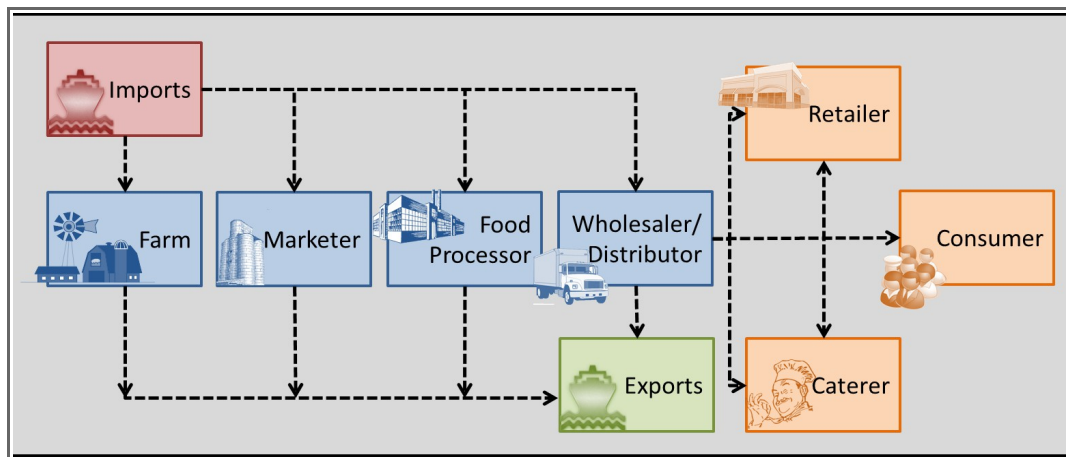 Imports
Retailer
Farm
Marketer
Food
Processor
Wholesaler/
Distributor
Consumer
Exports
Caterer